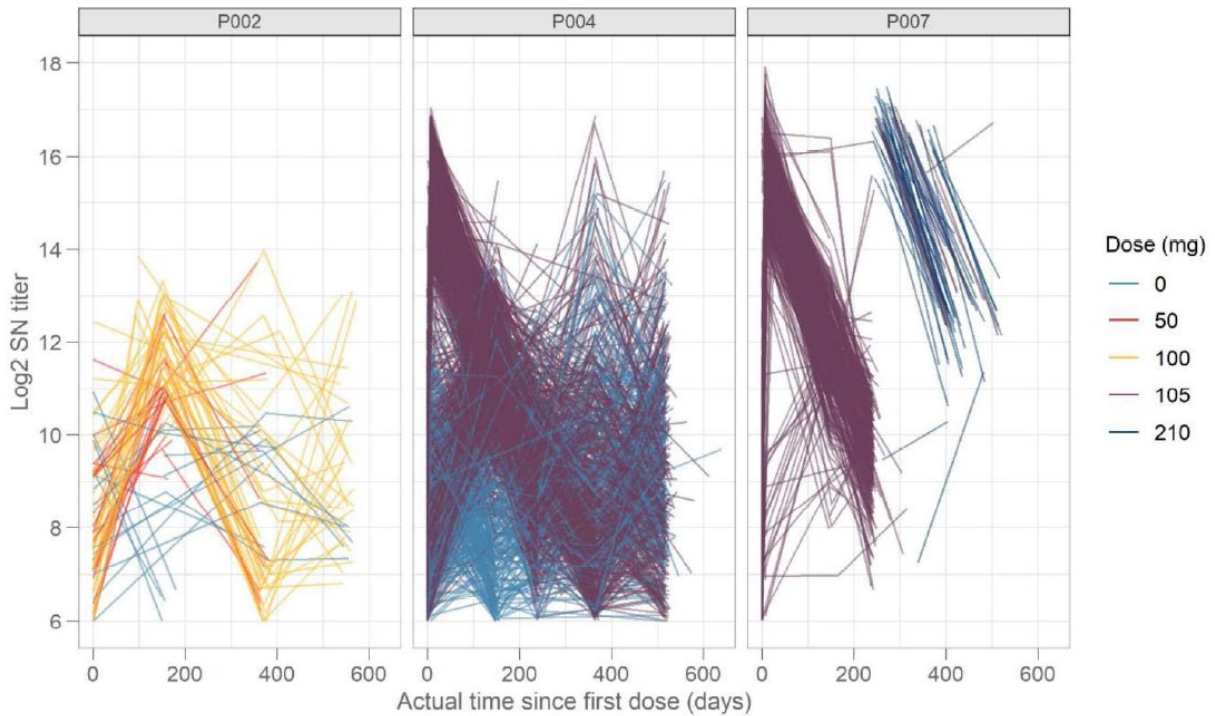 P002 P004 P007
18
16
14
12
10
8
6
Log2 SN titer
0 200 400 600 0 200 400 600 0 200 400 600
Actual time since first dose (days)
Dose (mg)
0
50
100
105
210